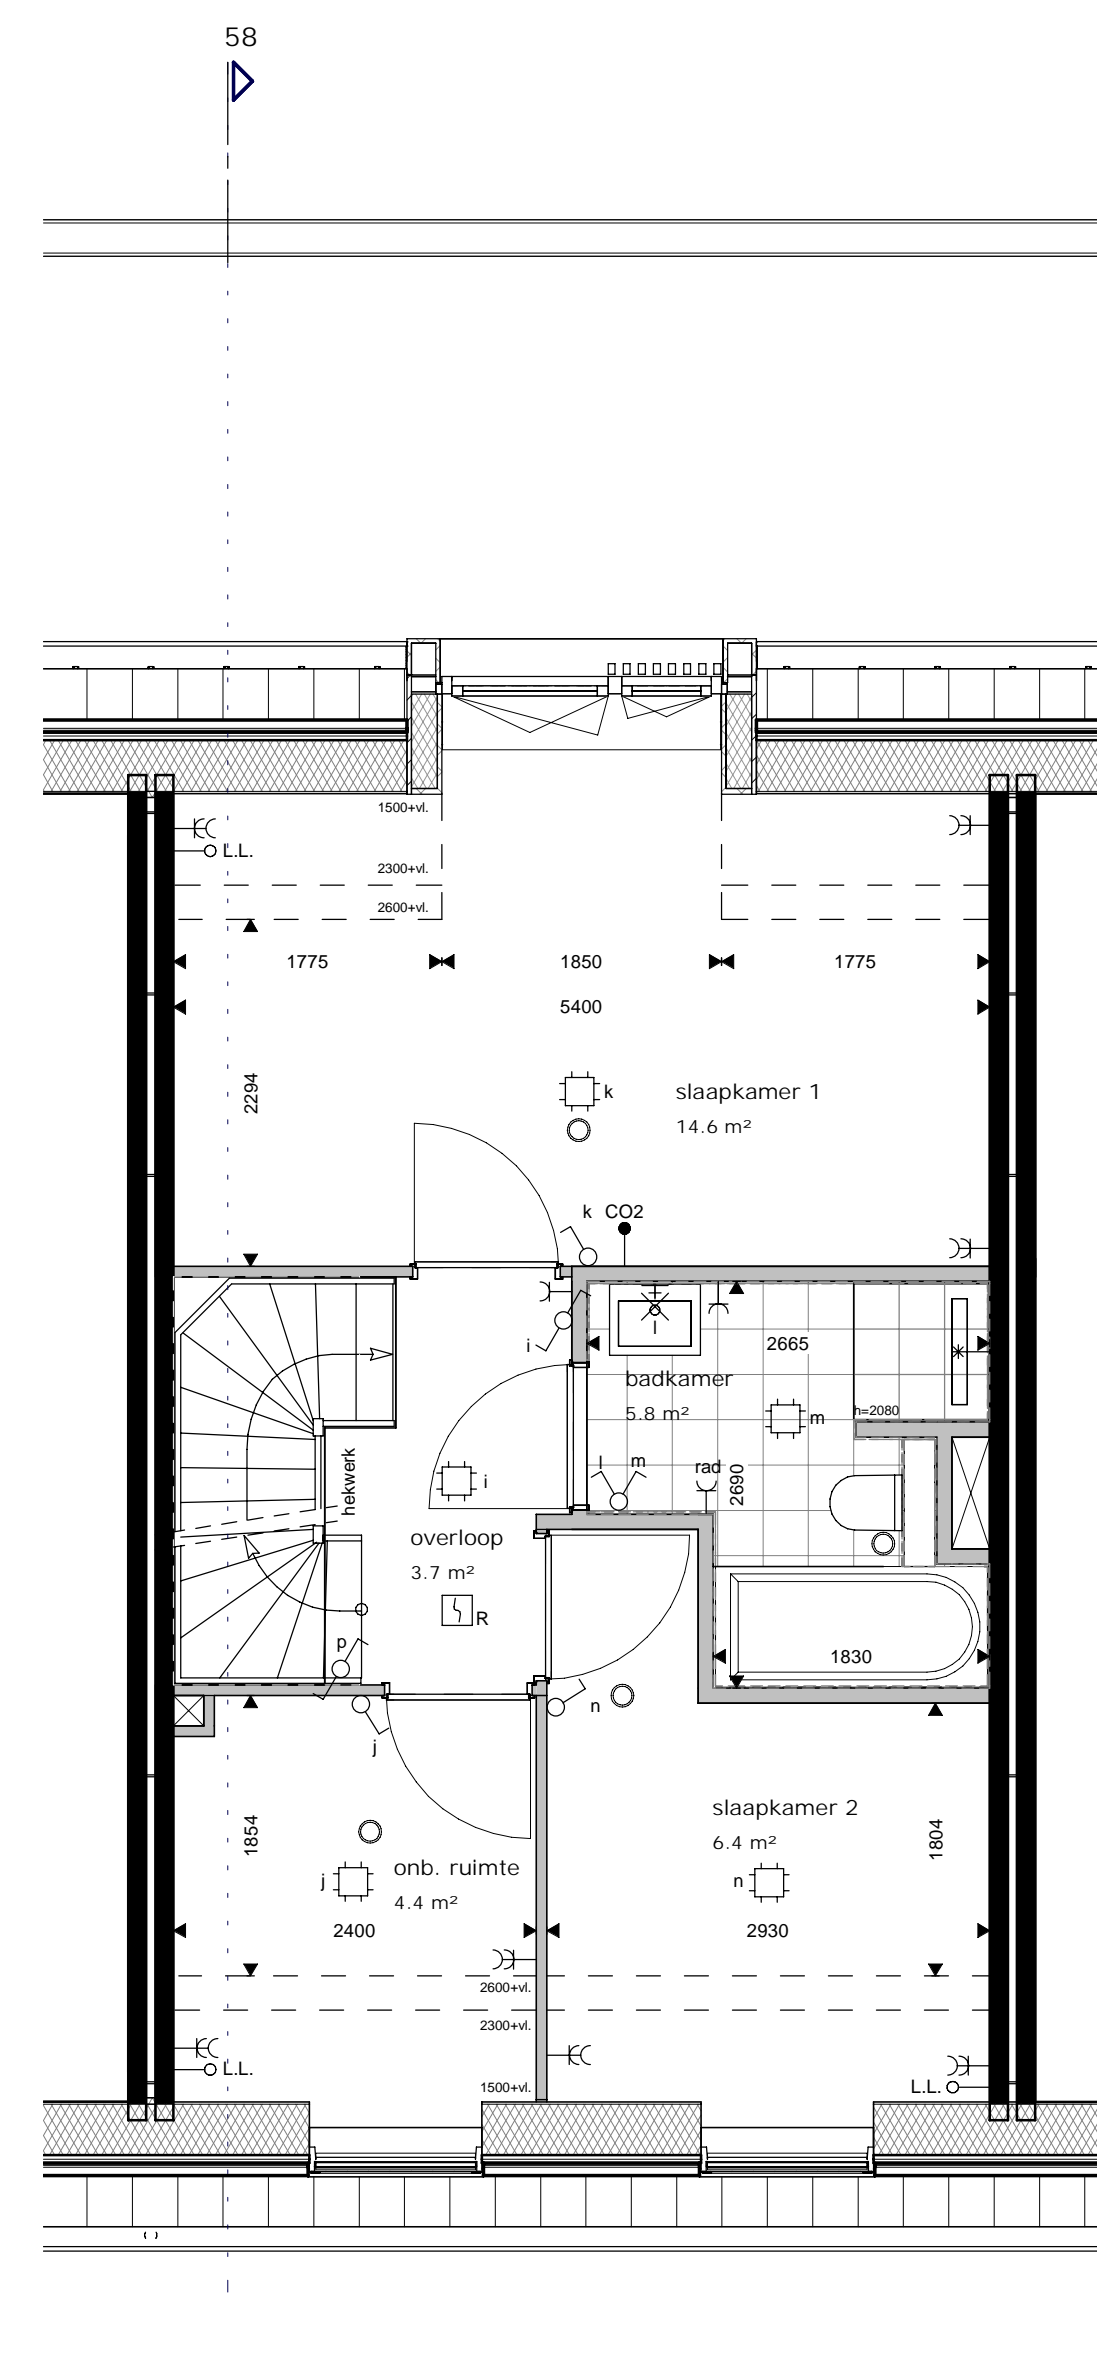 58
1500+vl.
L.L.
2300+vl.
2600+vl.
1775
1850
1775
5400
2294
k
slaapkamer 1
14.6 m²
k
CO2
i
l
2665
badkamer
5.8 m²
m
h=2080
hekwerk
l
m
rad
2690
i
overloop
3.7 m²
R
p
1830
n
j
slaapkamer 2
6.4 m²
1854
1804
onb. ruimte
4.4 m²
j
n
2400
2930
2600+vl.
2300+vl.
L.L.
1500+vl.
L.L.